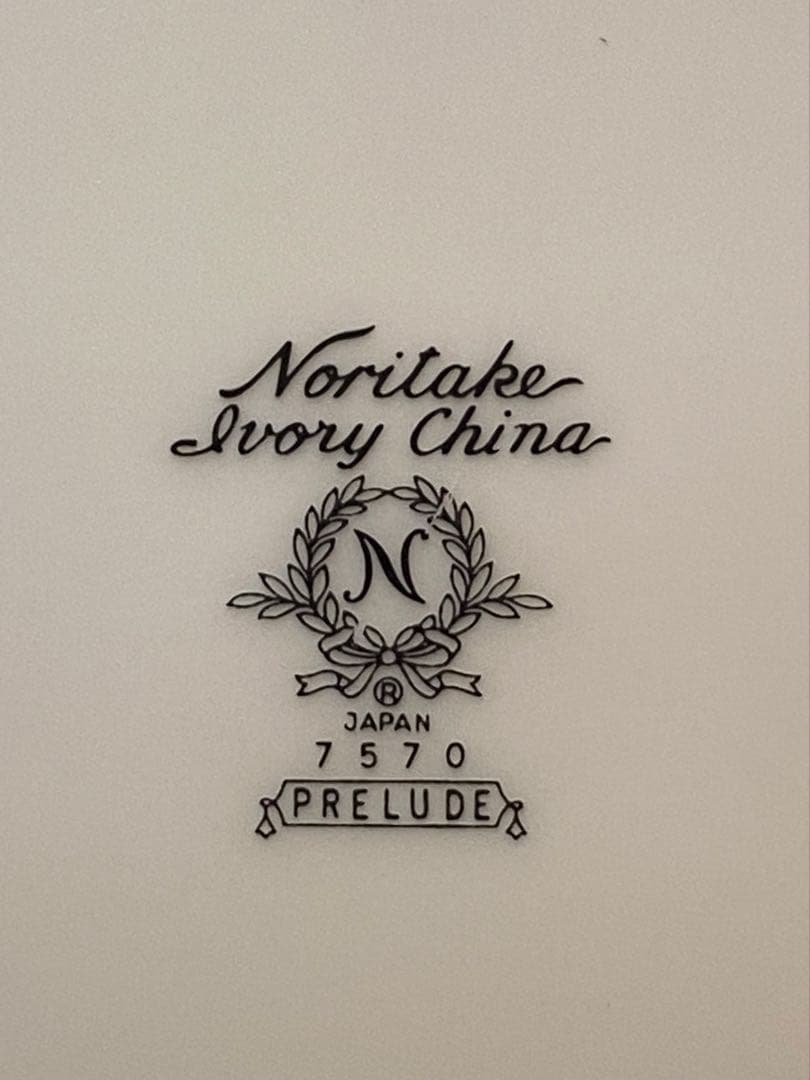 Noritake
Ivory China
N
®
JAPAN
7570
PRELUDE